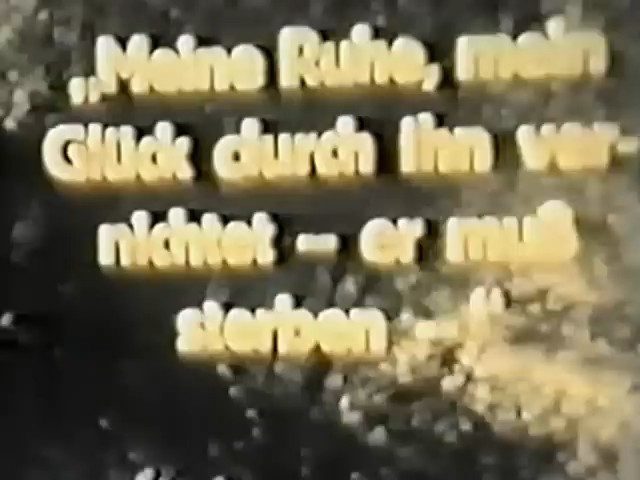 „Meine Ruhe, mein
Glück durch ihn ver-
nichtet – er muß
sterben – "